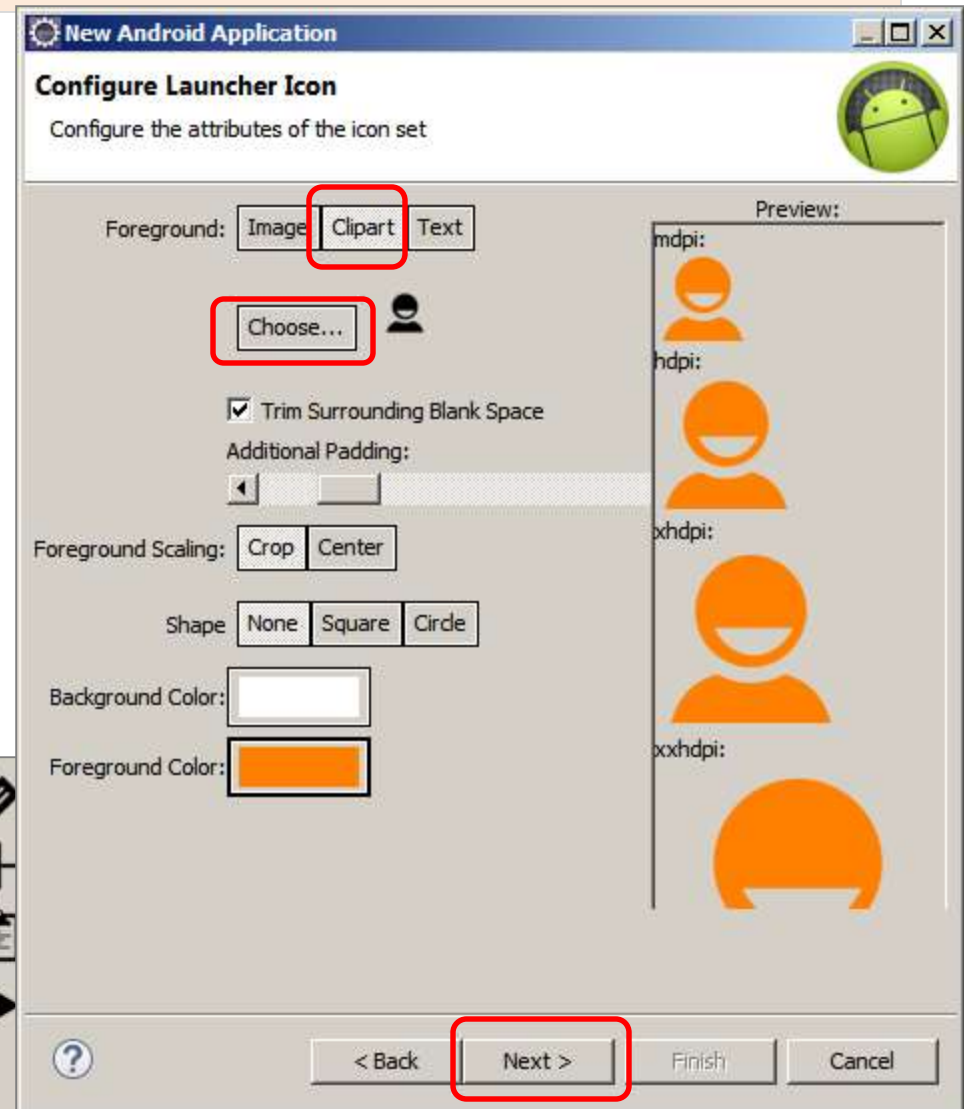 New Android Application
Configure Launcher Icon
Configure the attributes of the icon set
Foreground: Image Clipart Text
Choose...
Trim Surrounding Blank Space
Additional Padding:
Foreground Scaling: Crop Center
Shape None Square Circle
Background Color:
Foreground Color:
Preview:
mdpi:
hdpi:
xhdpi:
xxhdpi:
? < Back Next > Finish Cancel